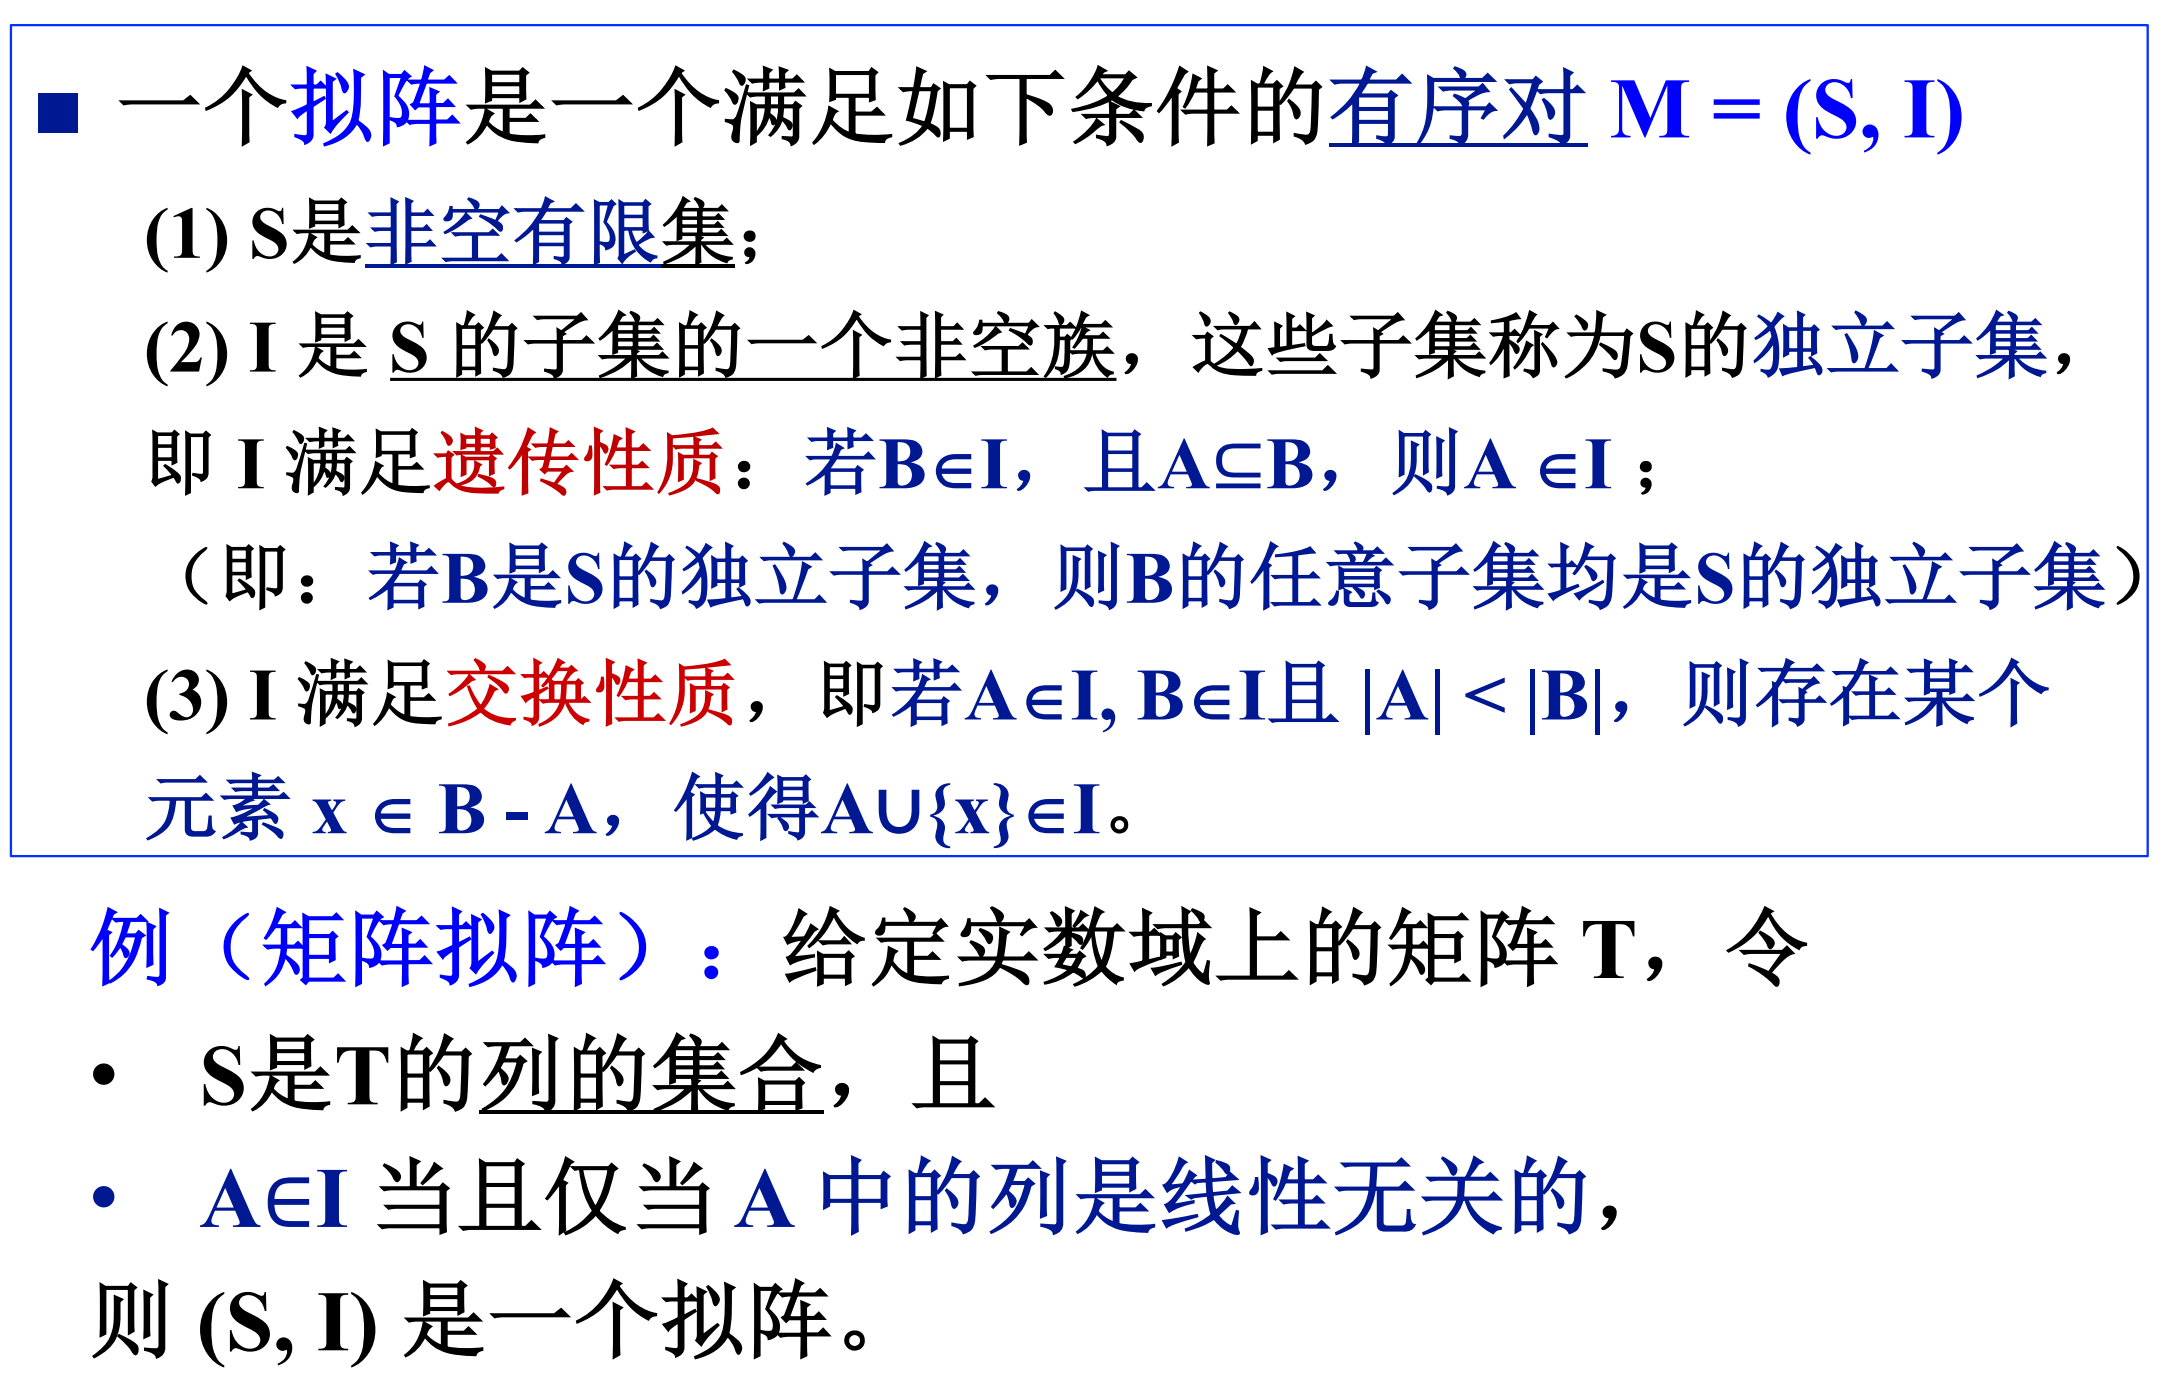 ■ 一个拟阵是一个满足如下条件的有序对 M = (S, I)
(1) S是非空有限集；
(2) I 是 S 的子集的一个非空族，这些子集称为S的独立子集，
即 I 满足遗传性质：若B∈I，且A⊆B，则A ∈I；
（即：若B是S的独立子集，则B的任意子集均是S的独立子集）
(3) I 满足交换性质，即若A∈I, B∈I且 |A| < |B|，则存在某个
元素 x ∈ B - A，使得A∪{x}∈I。
例（矩阵拟阵）：给定实数域上的矩阵 T，令
• S是T的列的集合，且
• A∈I 当且仅当 A 中的列是线性无关的，
则 (S, I) 是一个拟阵。